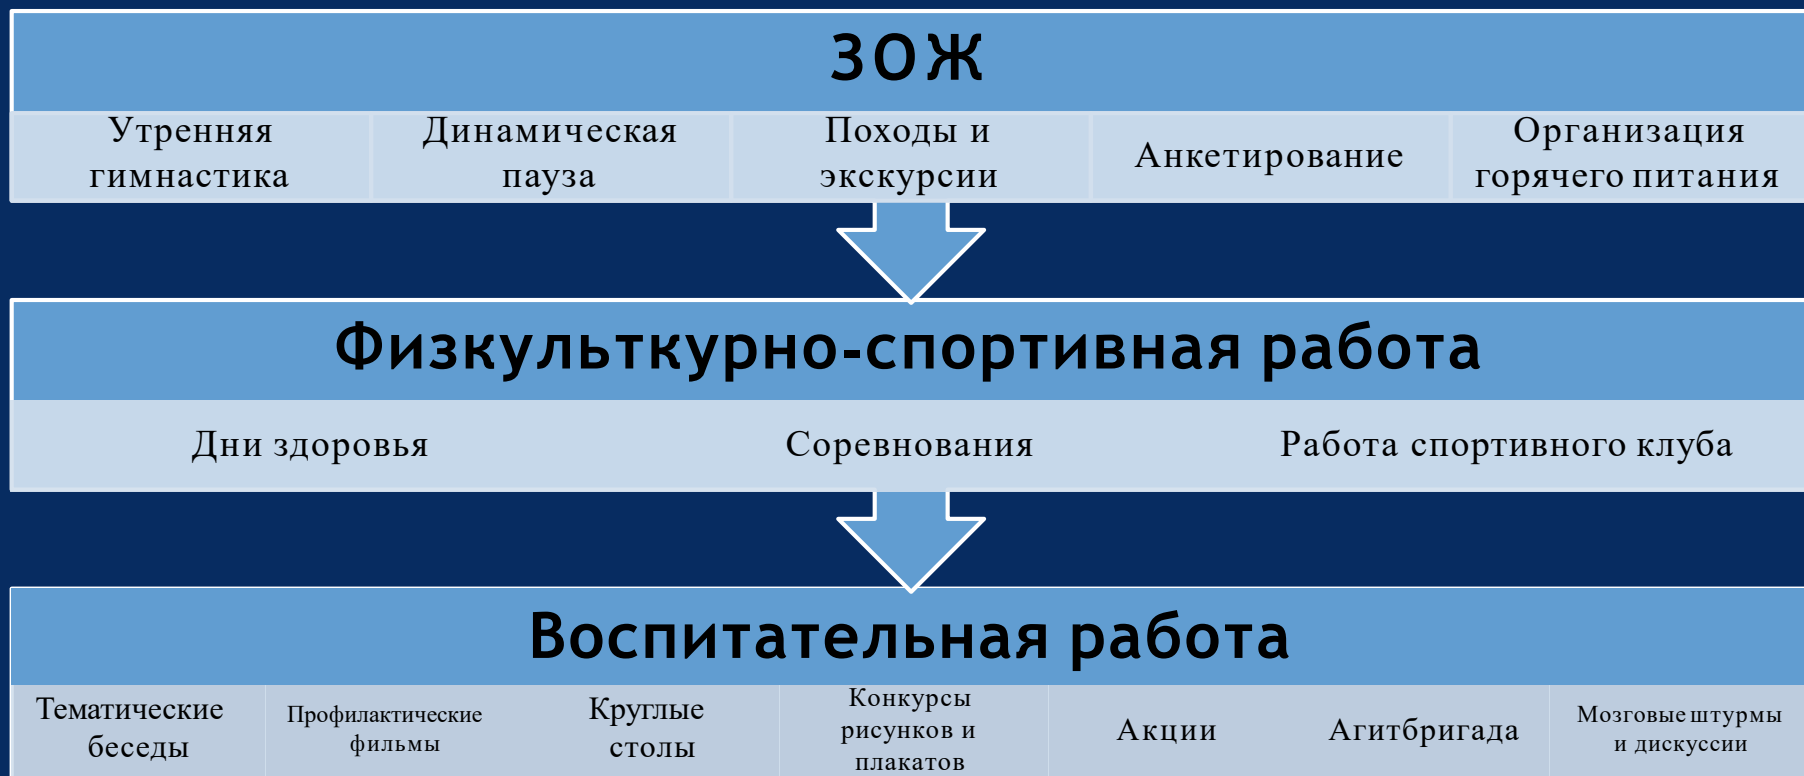 ЗОЖ
Утренняя
гимнастика
Динамическая
пауза
Походы и
экскурсии
Анкетирование
Организация
горячего питания
Физкульткурно-спортивная работа
Дни здоровья
Соревнования
Работа спортивного клуба
Воспитательная работа
Тематические
беседы
Профилактические
фильмы
Круглые
столы
Конкурсы
рисунков и
плакатов
Акции
Агитбригада
Мозговые штурмы
и дискуссии